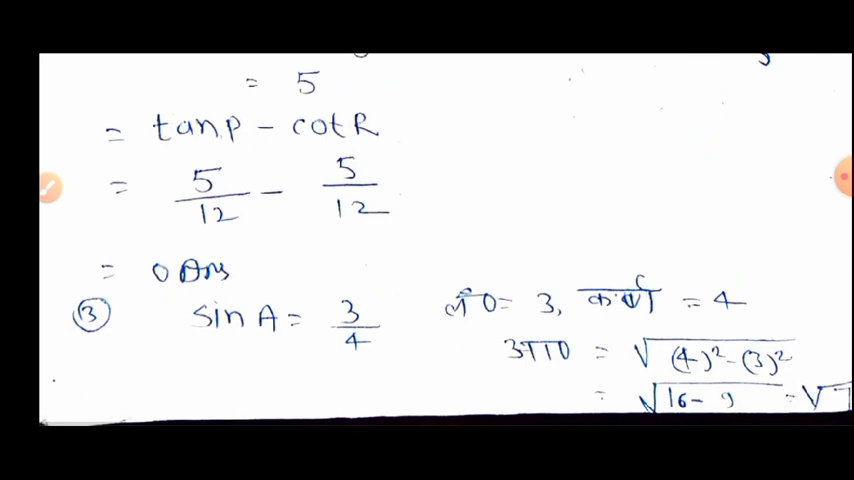 = 5
= tan P - cot R
= 5/12 - 5/12
= 0 Ans
③ sin A = 3/4 लं0 = 3, कर्ण = 4
आ0 = √(4)² - (3)²
= √16 - 9 = √7